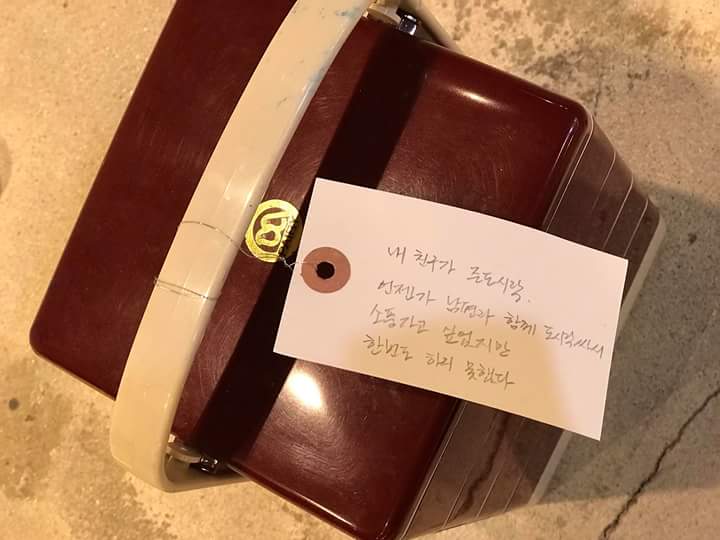 내 친구가 준도시락.
언젠가 남편과 함께 도시락싸서
소풍가고 싶었지만
한번도 하지 못했다